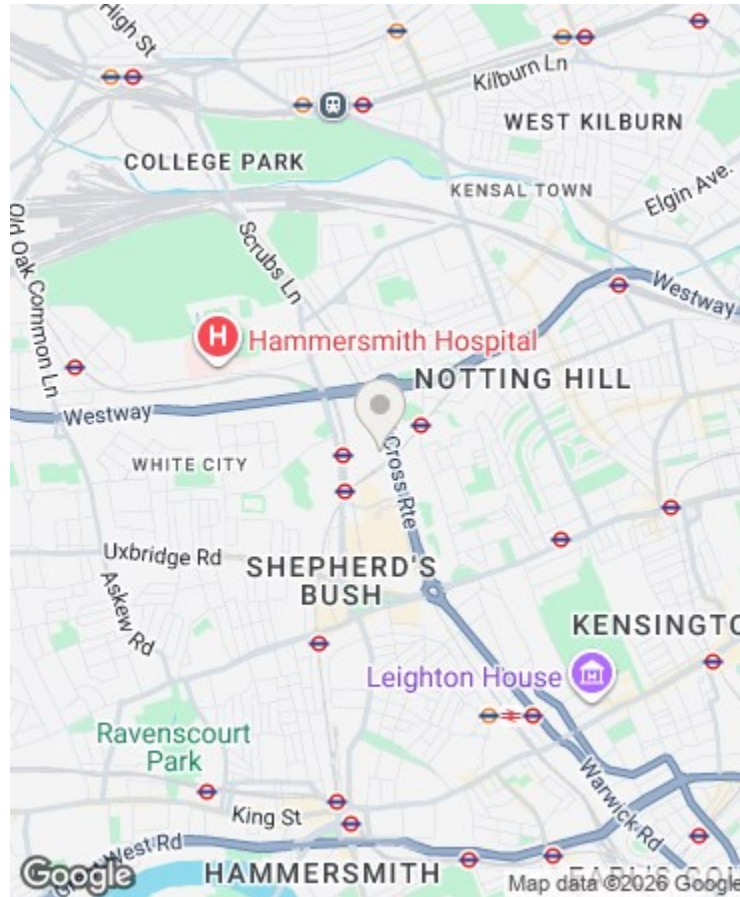 High St
Kilburn Ln
WEST KILBURN
COLLEGE PARK
KENSAL TOWN
Elgin Ave.
Old Oak Common Ln
Scrubs Ln
Westway
H
Hammersmith Hospital
NOTTING HILL
Westway
Cross Rte
WHITE CITY
Uxbridge Rd
SHEPHERD'S
BUSH
Askew Rd
KENSINGTO
Leighton House
Ravenscourt
Park
Warwick Rd
King St
West Rd
HAMMERSMITH
EARL'S CO
Google
Map data ©2026 Google